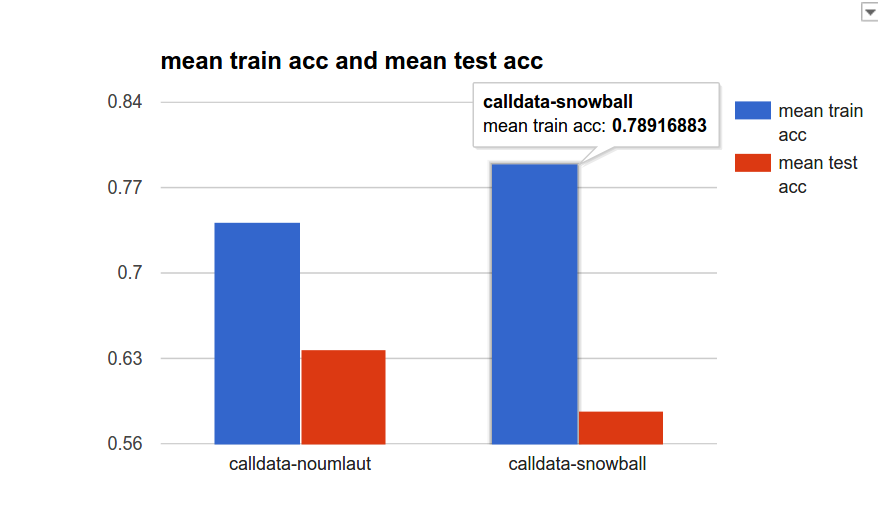 mean train acc and mean test acc
0.84
0.77
0.7
0.63
0.56
calldata-snowball
mean train acc: 0.78916883
mean train
acc
mean test
acc
calldata-noumlaut
calldata-snowball